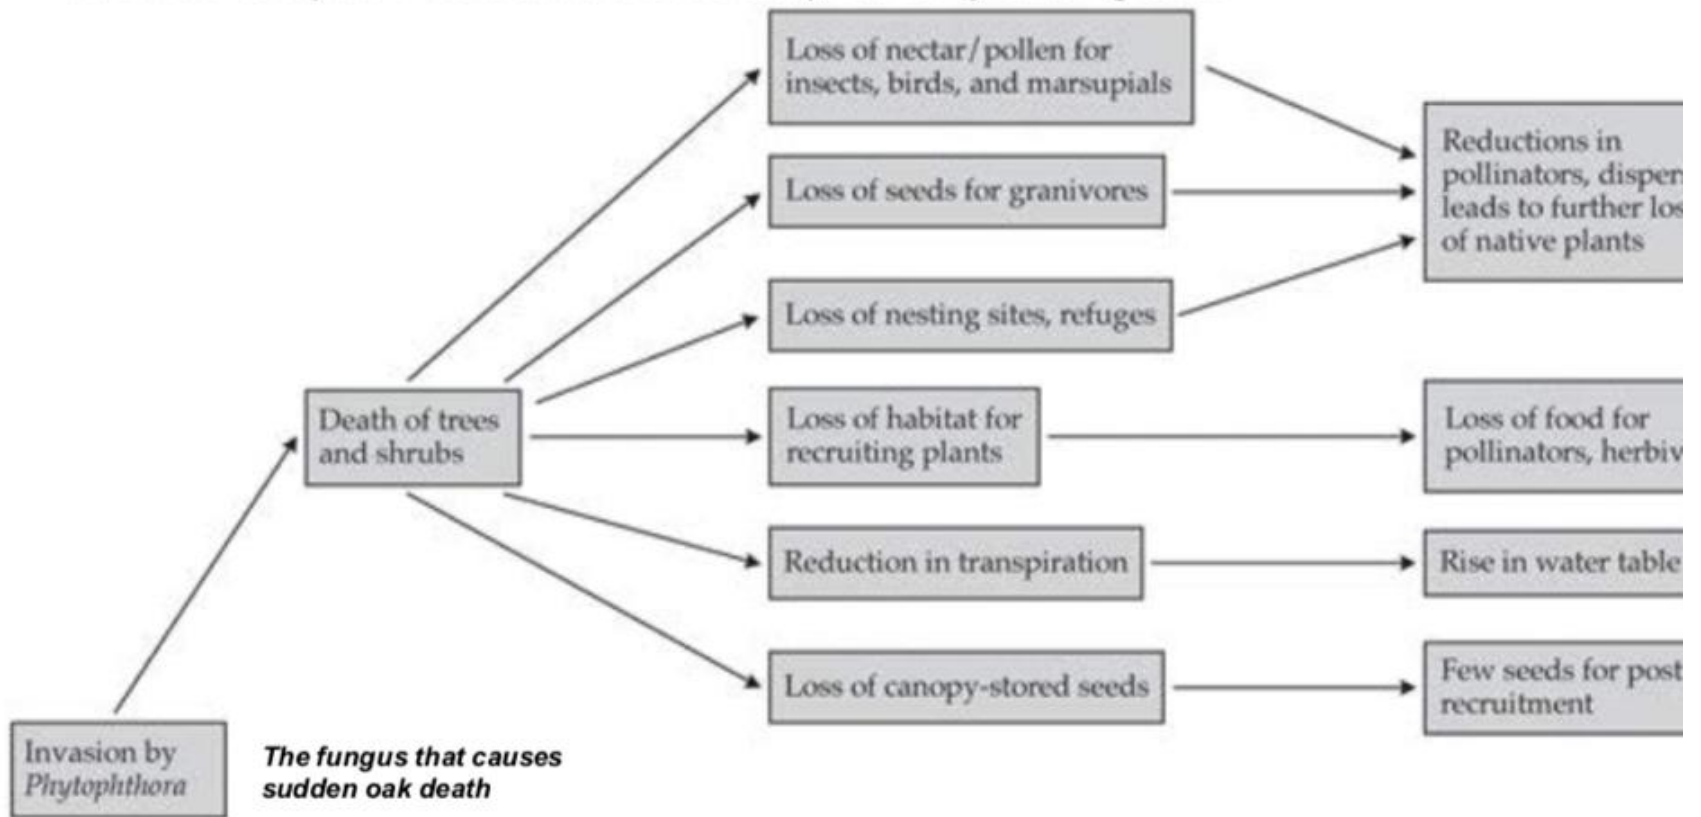 Loss of nectar/pollen for
insects, birds, and marsupials
Reductions in
pollinators,
leads to further
of native plants
Loss of seeds for granivores
Loss of nesting sites, refuges
Death of trees
and shrubs
Loss of habitat for
recruiting plants
Loss of food for
pollinators,
Reduction in transpiration
Rise in water table
Loss of canopy-stored seeds
Few seeds for post
recruitment
Invasion by
Phytophthora
The fungus that causes
sudden oak death